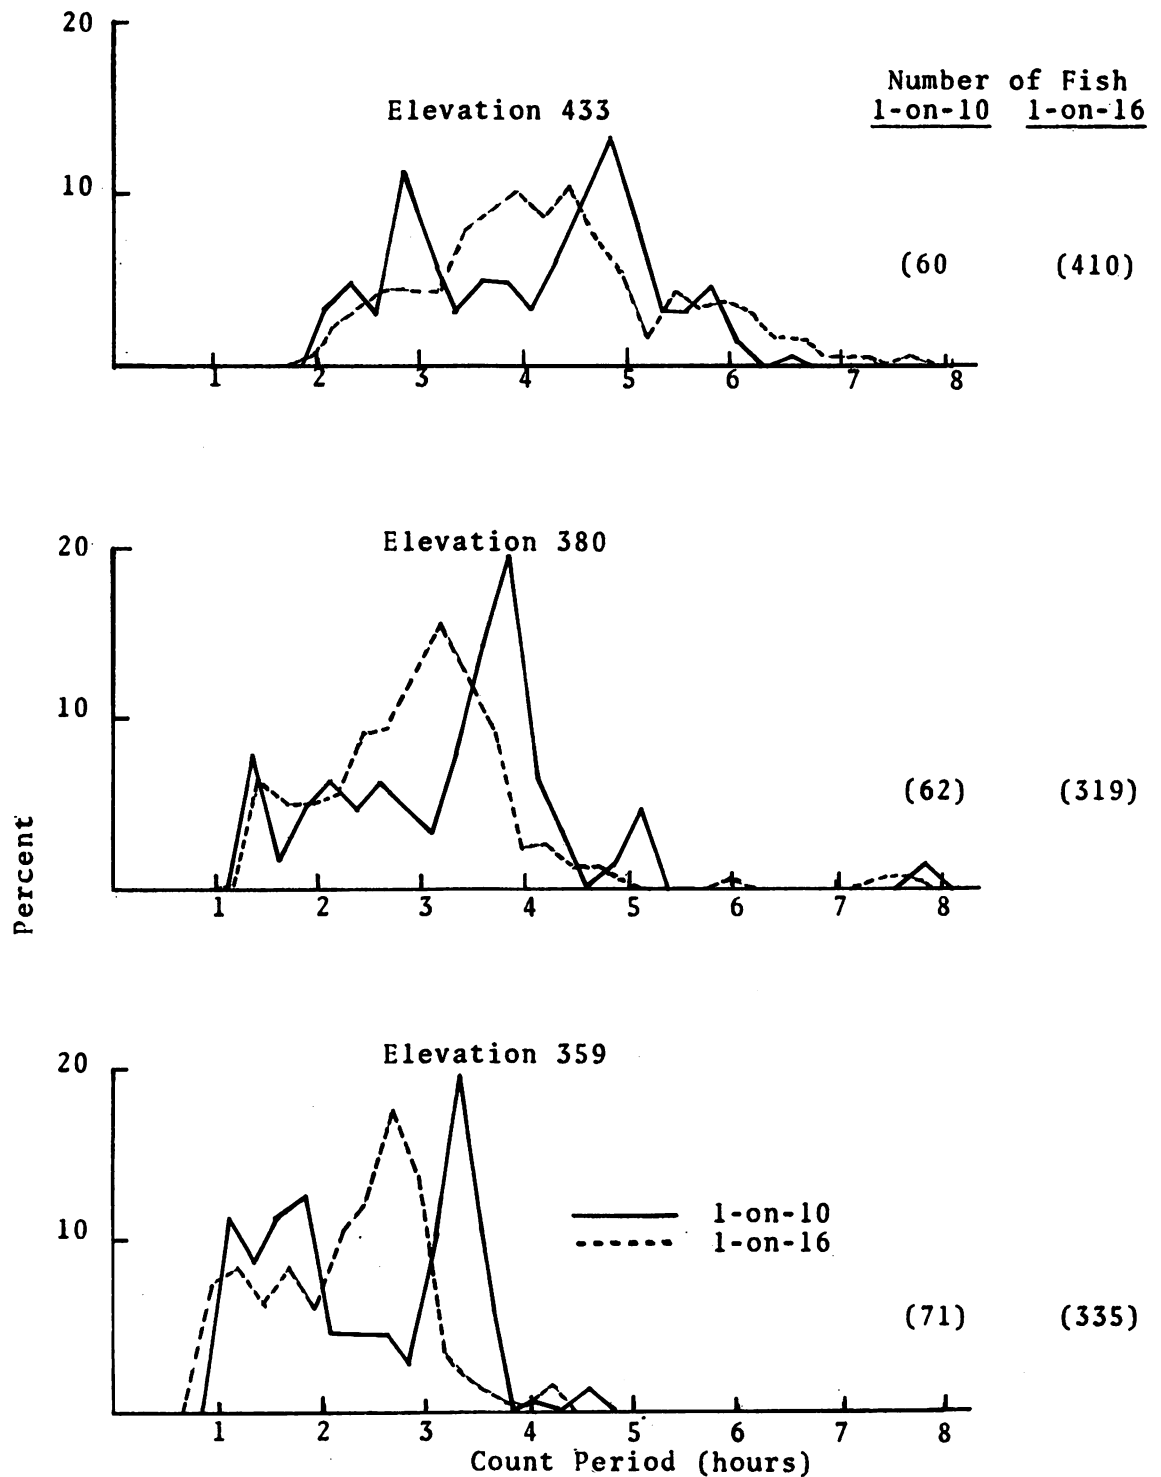 20
Number of Fish
Elevation 433
1-on-10 1-on-16
10
(60 (410)
1 2 3 4 5 6 7 8
20
Elevation 380
10
(62) (319)
Percent
1 2 3 4 5 6 7 8
20
Elevation 359
1-on-10
10
1-on-16
(71) (335)
1 2 3 4 5 6 7 8
Count Period (hours)